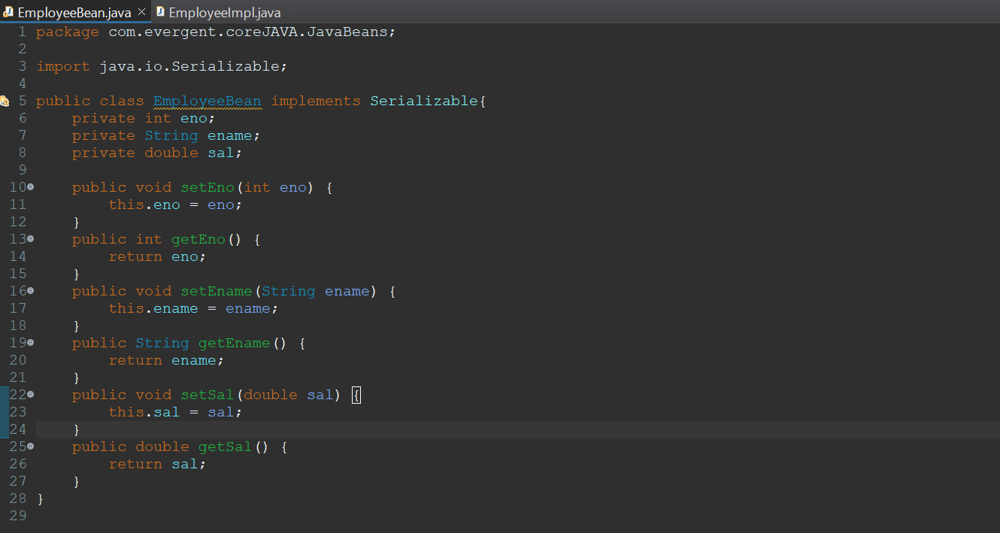 EmployeeBean.java EmployeeImpl.java
1 package com.evergent.coreJAVA.JavaBeans;
2
3 import java.io.Serializable;
4
5 public class EmployeeBean implements Serializable{
6     private int eno;
7     private String ename;
8     private double sal;
9
10     public void setEno(int eno) {
11         this.eno = eno;
12     }
13     public int getEno() {
14         return eno;
15     }
16     public void setEname(String ename) {
17         this.ename = ename;
18     }
19     public String getEname() {
20         return ename;
21     }
22     public void setSal(double sal) {
23         this.sal = sal;
24     }
25     public double getSal() {
26         return sal;
27     }
28 }
29